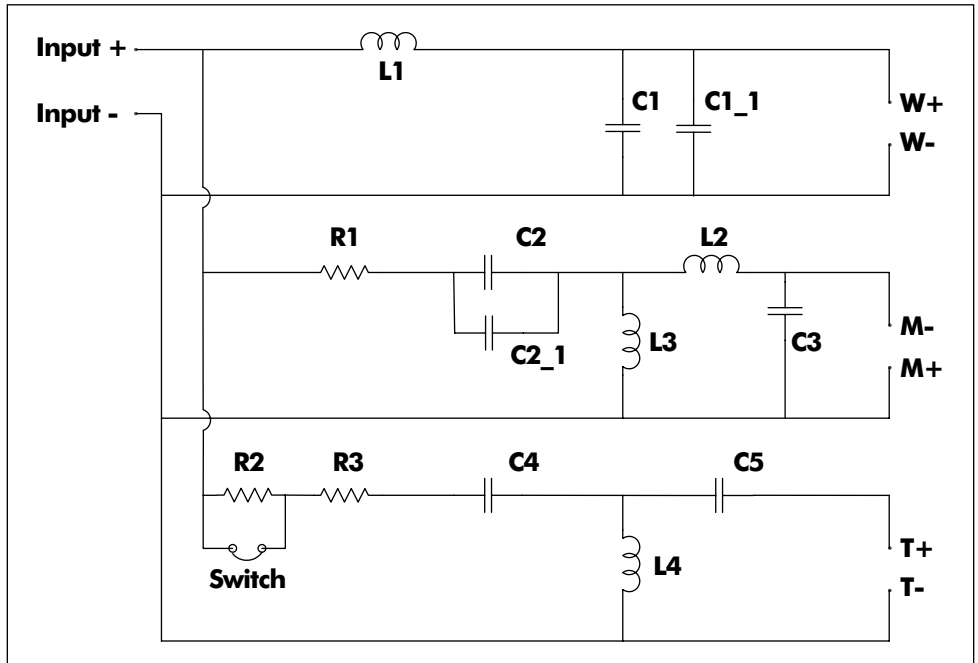 Input +
L1
C1
C1_1
W+
Input -
W-
R1
C2
L2
M-
L3
C3
C2_1
M+
R2
R3
C4
C5
T+
L4
Switch
T-